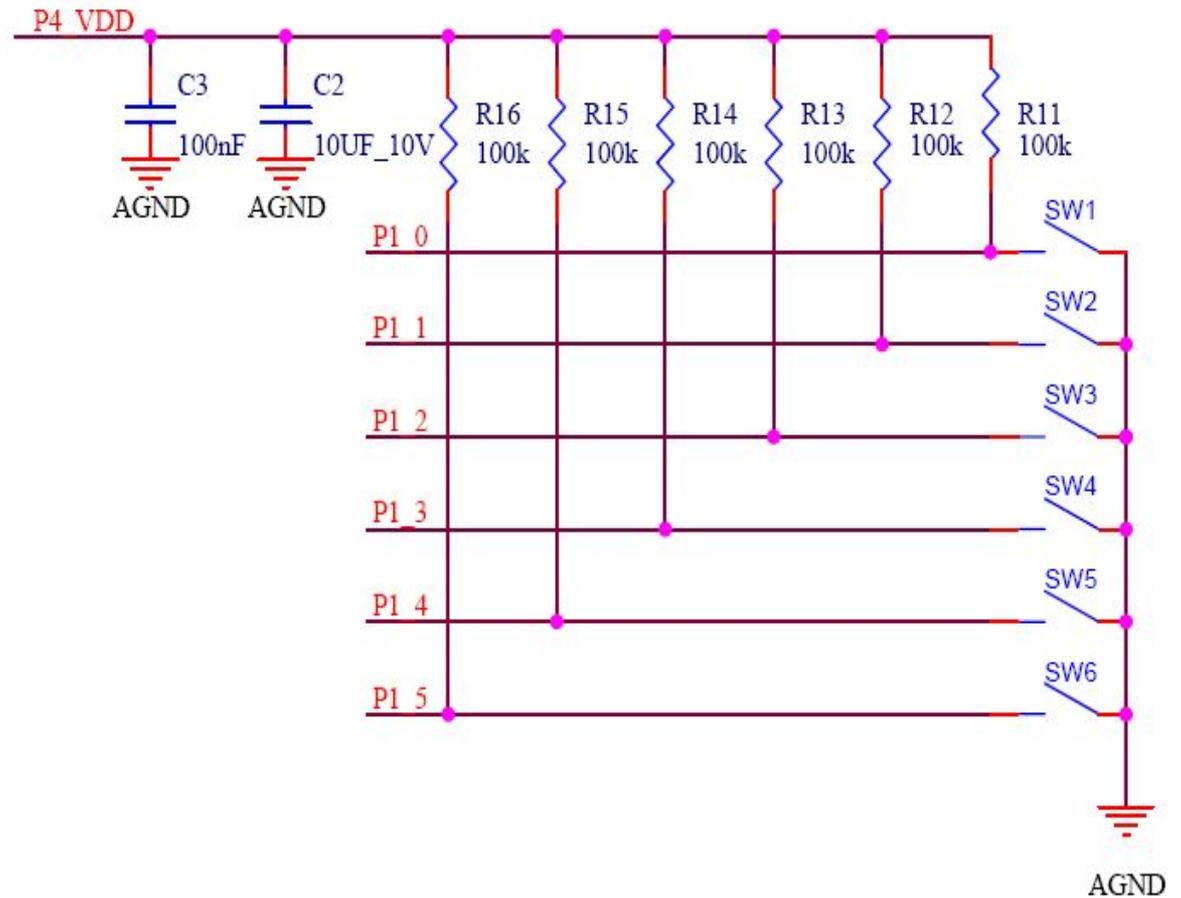 P4_VDD
C3
100nF
AGND
C2
10UF_10V
AGND
R16
100k
R15
100k
R14
100k
R13
100k
R12
100k
R11
100k
P1_0
SW1
P1_1
SW2
P1_2
SW3
P1_3
SW4
P1_4
SW5
P1_5
SW6
AGND